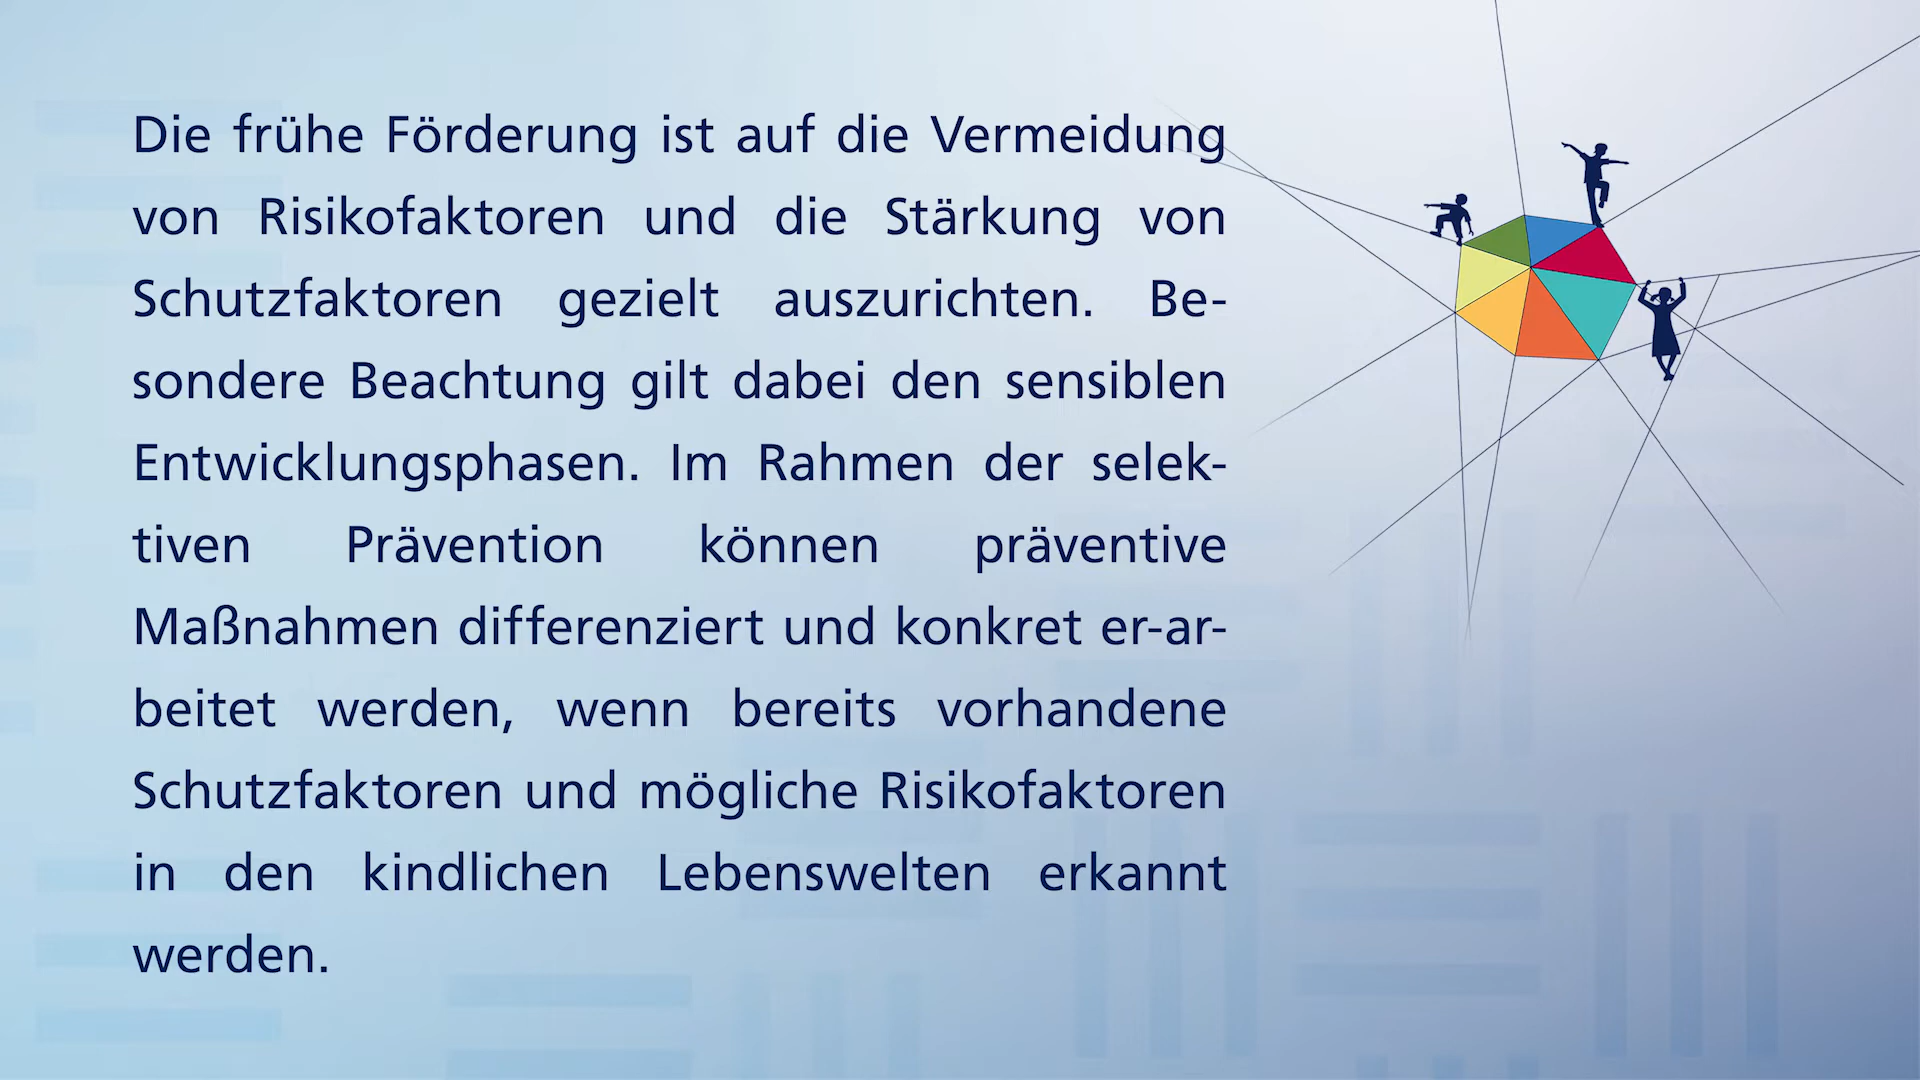 Die frühe Förderung ist auf die Vermeidung
von Risikofaktoren und die Stärkung von
Schutzfaktoren gezielt auszurichten. Be-
sondere Beachtung gilt dabei den sensiblen
Entwicklungsphasen. Im Rahmen der selek-
tiven Prävention können präventive
Maßnahmen differenziert und konkret er-ar-
beitet werden, wenn bereits vorhandene
Schutzfaktoren und mögliche Risikofaktoren
in den kindlichen Lebenswelten erkannt
werden.